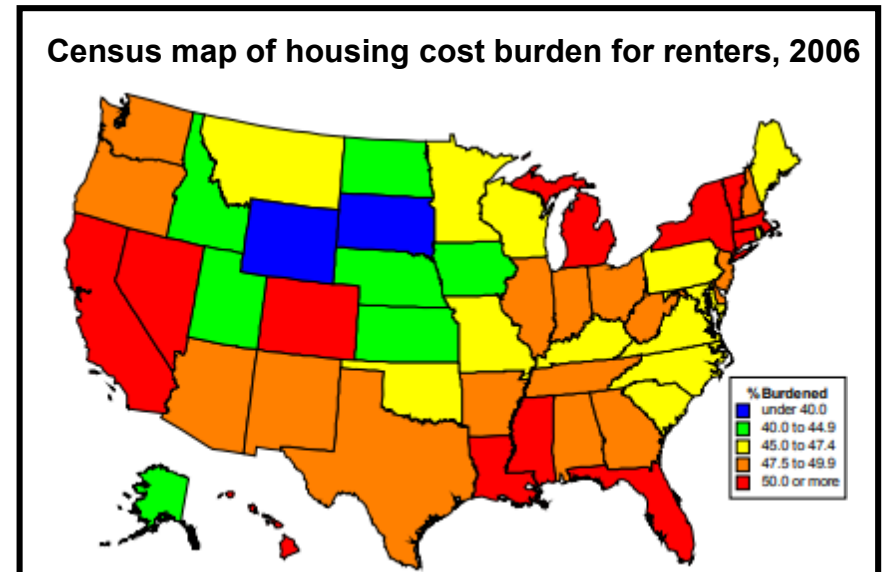 Census map of housing cost burden for renters, 2006
% Burdened
under 40.0
40.0 to 44.9
45.0 to 47.4
47.5 to 49.9
50.0 or more